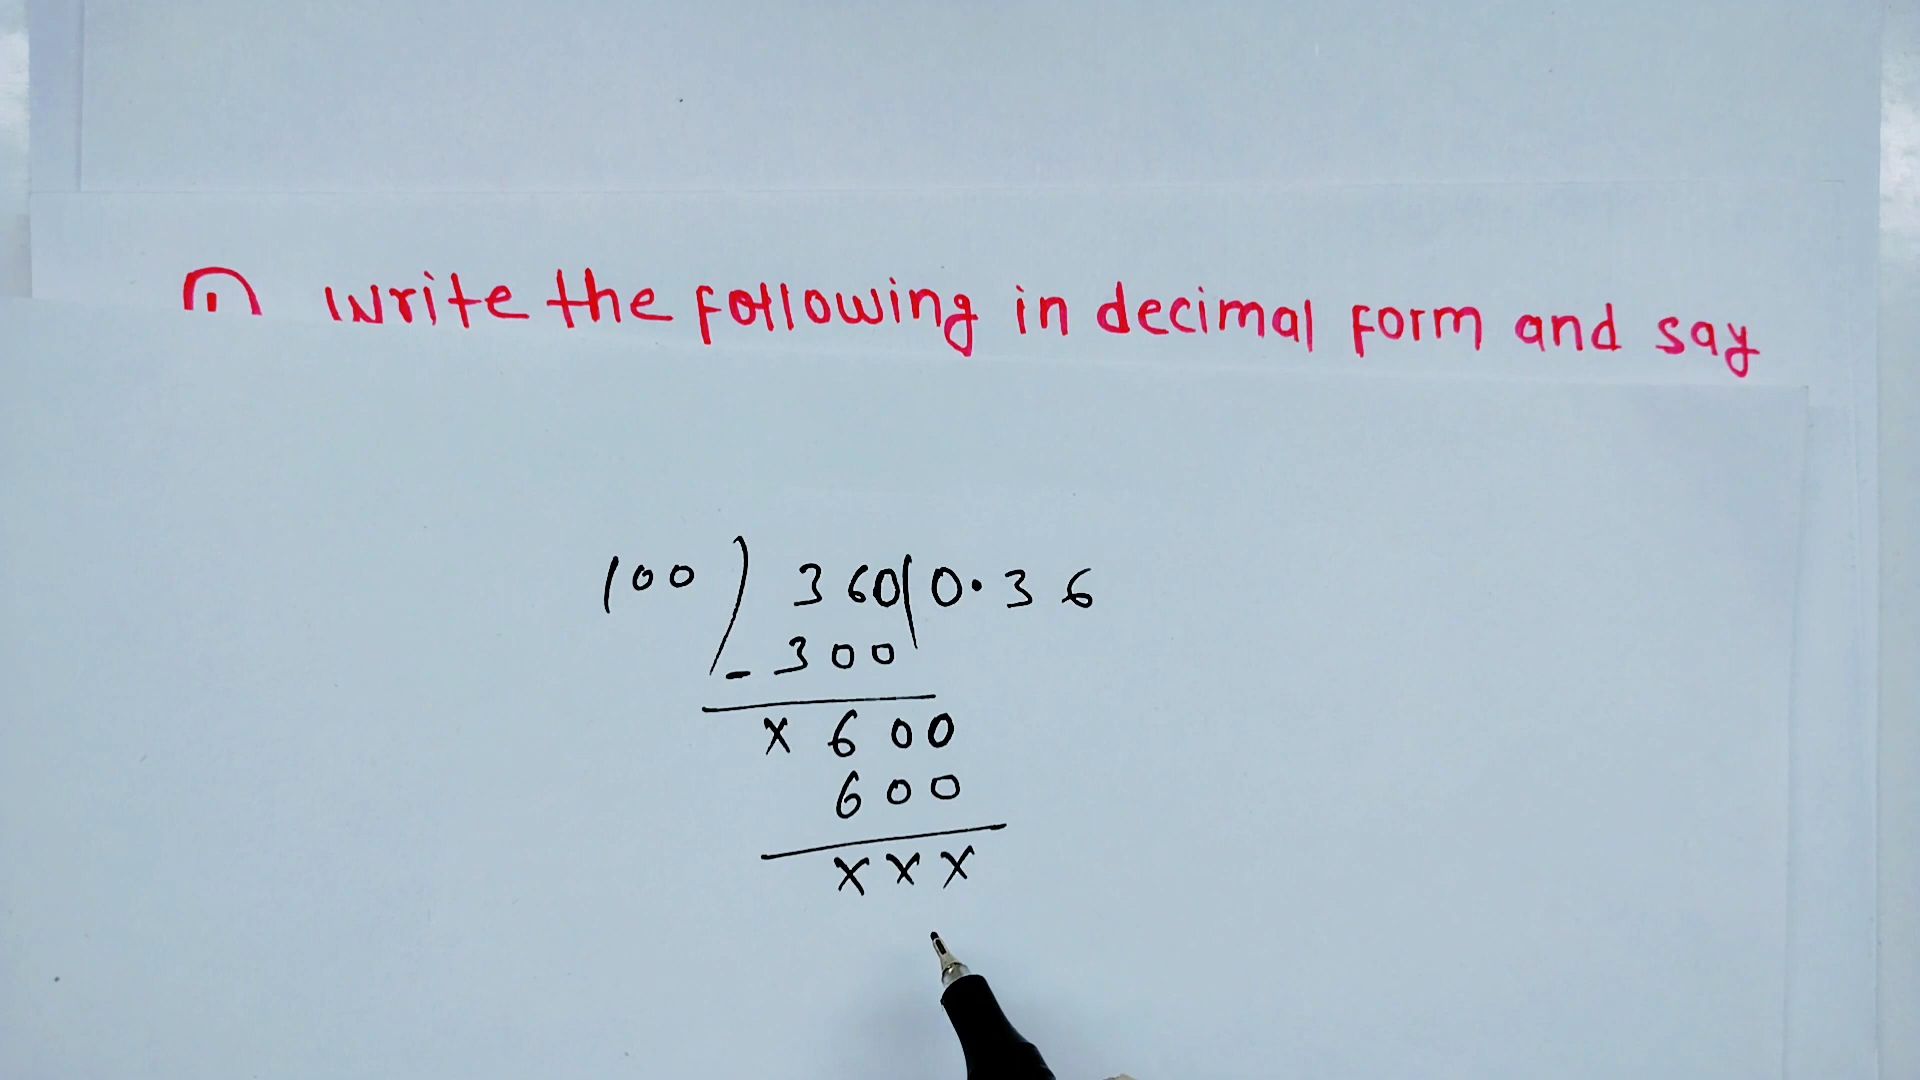 Write the following in decimal form and say
100 ) 360 ( 0.36
- 300
x 600
600
x x x